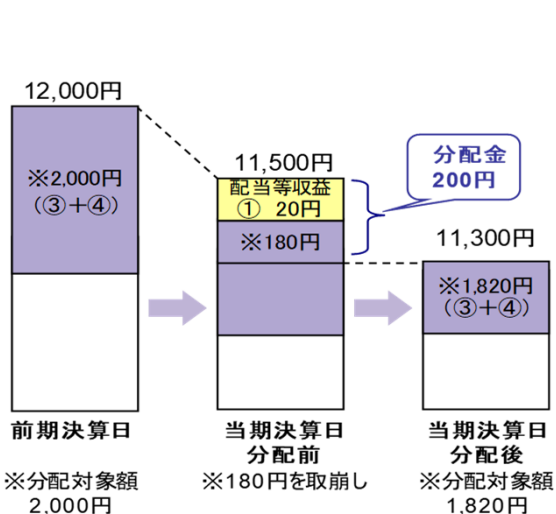 12,000円
※2,000円
（③＋④）
前期決算日
※分配対象額
2,000円
11,500円
配当等収益
① 20円
※180円
当期決算日
分配前
※180円を取崩し
分配金
200円
11,300円
※1,820円
（③＋④）
当期決算日
分配後
※分配対象額
1,820円